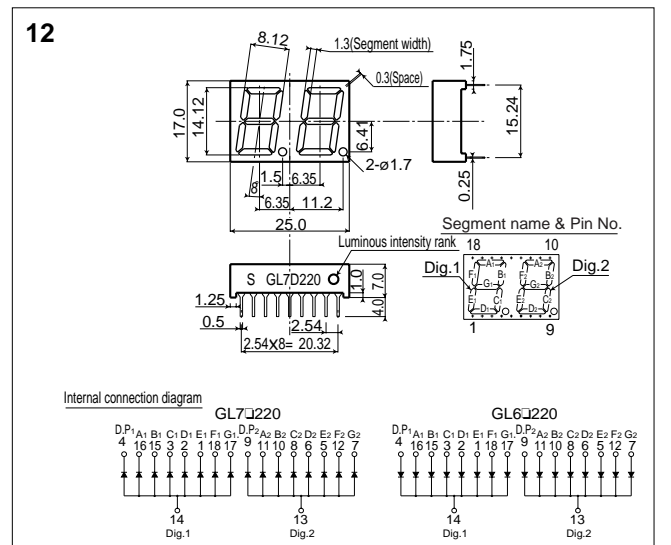 12
8.12
1.3(Segment width)
0.3(Space)
1.75
17.0
14.12
6.41
15.24
2-ø1.7
1.5
6.35
8
6.35
11.2
0.25
25.0
Segment name & Pin No.
Luminous intensity rank
18 10
S GL7D220
1.0
7.0
4.0
Dig.1
A1
F1 B1
G1
E1 C1
D1
A2
F2 B2
G2
E2 C2
D2
Dig.2
1.25
0.5
2.54
2.54X8= 20.32
1 9
Internal connection diagram
GL7□220
D.P1 A1 B1 C1 D1 E1 F1 G1. D.P2 A2 B2 C2 D2 E2 F2 G2
4 16 15 3 2 1 18 17 9 11 10 8 6 5 12 7
14 13
Dig.1 Dig.2
GL6□220
D.P1 A1 B1 C1 D1 E1 F1 G1. D.P2 A2 B2 C2 D2 E2 F2 G2
4 16 15 3 2 1 18 17 9 11 10 8 6 5 12 7
14 13
Dig.1 Dig.2